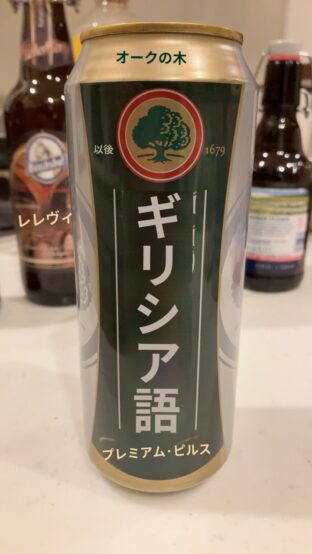 オークの木
以後 1679
ギリシア語
プレミアム・ピルス
レレヴィ